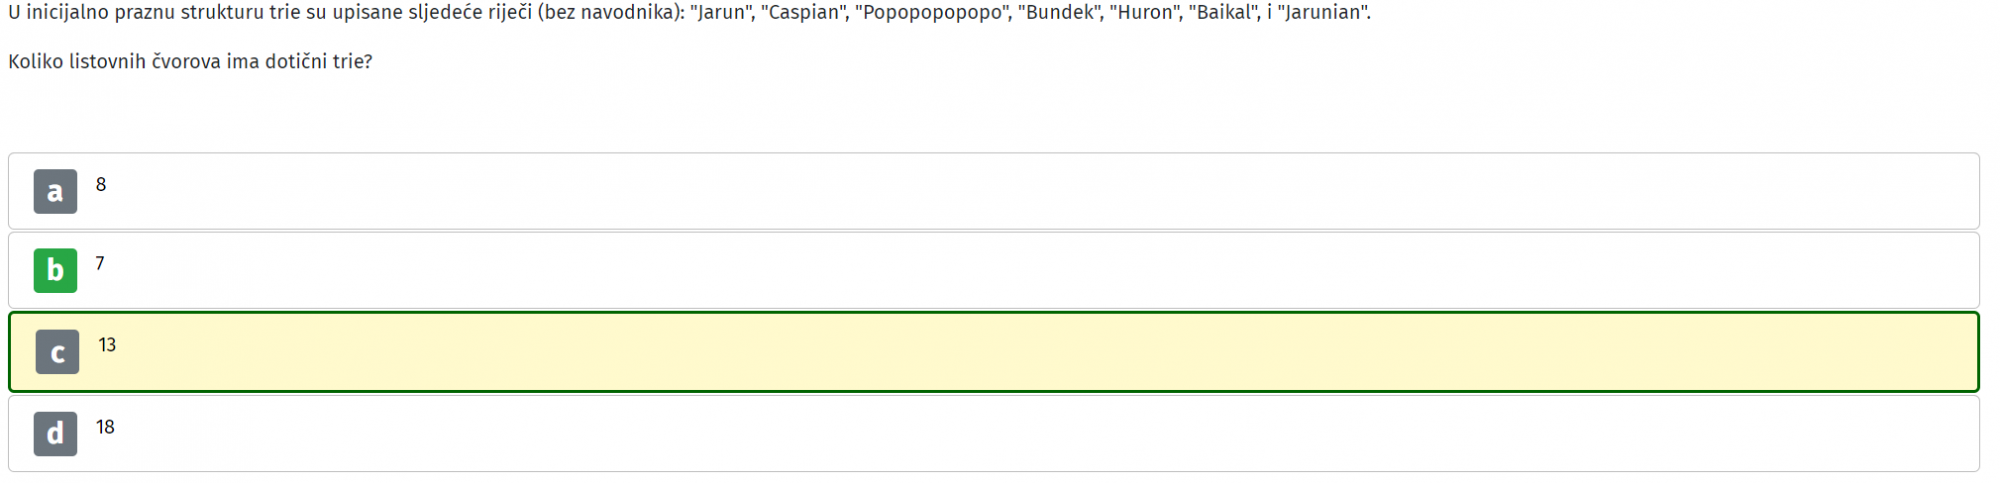 U inicijalno praznu strukturu trie su upisane sljedeće riječi (bez navodnika): "Jarun", "Caspian", "Popopopopopo", "Bundek", "Huron", "Baikal", i "Jarunian".
Koliko listovnih čvorova ima dotični trie?
a 8
b 7
c 13
d 18